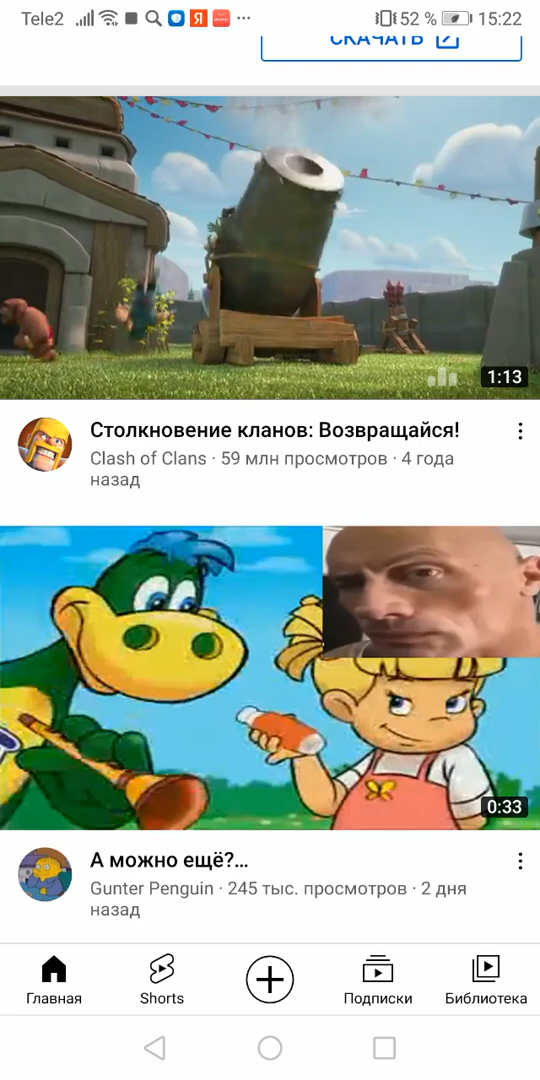 Tele2 52 % 15:22
СКАЧАТЬ
1:13
Столкновение кланов: Возвращайся!
Clash of Clans · 59 млн просмотров · 4 года
назад
0:33
А можно ещё?...
Gunter Penguin · 245 тыс. просмотров · 2 дня
назад
Главная Shorts Подписки Библиотека